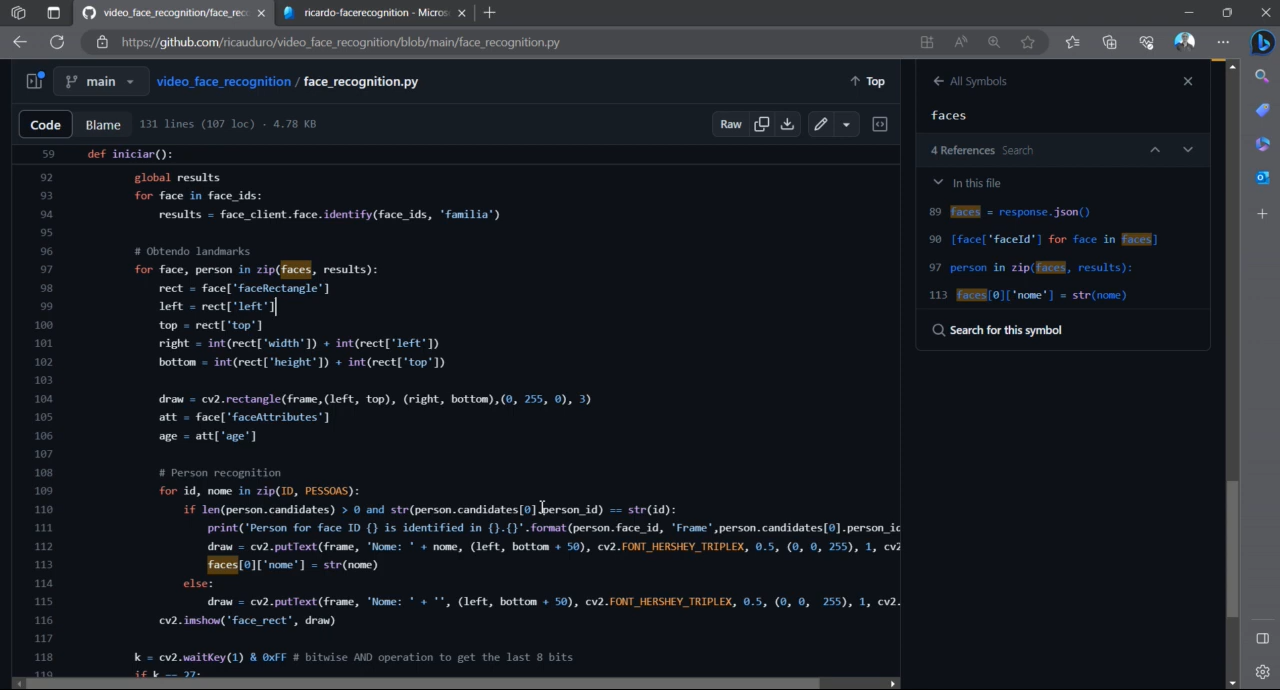 video_face_recognition/face_rec
ricardo-facerecognition - Micros
https://github.com/ricauduro/video_face_recognition/blob/main/face_recognition.py
main
video_face_recognition / face_recognition.py
Top
Code
Blame
131 lines (107 loc) · 4.78 KB
Raw
59 def iniciar():
92 global results
93 for face in face_ids:
94 results = face_client.face.identify(face_ids, 'familia')
95
96 # Obtendo landmarks
97 for face, person in zip(faces, results):
98 rect = face['faceRectangle']
99 left = rect['left']
100 top = rect['top']
101 right = int(rect['width']) + int(rect['left'])
102 bottom = int(rect['height']) + int(rect['top'])
103
104 draw = cv2.rectangle(frame,(left, top), (right, bottom),(0, 255, 0), 3)
105 att = face['faceAttributes']
106 age = att['age']
107
108 # Person recognition
109 for id, nome in zip(ID, PESSOAS):
110 if len(person.candidates) > 0 and str(person.candidates[0].person_id) == str(id):
111 print('Person for face ID {} is identified in {}.{}'.format(person.face_id, 'Frame',person.candidates[0].person_i
112 draw = cv2.putText(frame, 'Nome: ' + nome, (left, bottom + 50), cv2.FONT_HERSHEY_TRIPLEX, 0.5, (0, 0, 255), 1, cv
113 faces[0]['nome'] = str(nome)
114 else:
115 draw = cv2.putText(frame, 'Nome: ' + '', (left, bottom + 50), cv2.FONT_HERSHEY_TRIPLEX, 0.5, (0, 0, 255), 1, cv2.
116 cv2.imshow('face_rect', draw)
117
118 k = cv2.waitKey(1) & 0xFF # bitwise AND operation to get the last 8 bits
119 if k == 27:
All Symbols
faces
4 References Search
In this file
89 faces = response.json()
90 [face['faceId'] for face in faces]
97 person in zip(faces, results):
113 faces[0]['nome'] = str(nome)
Search for this symbol